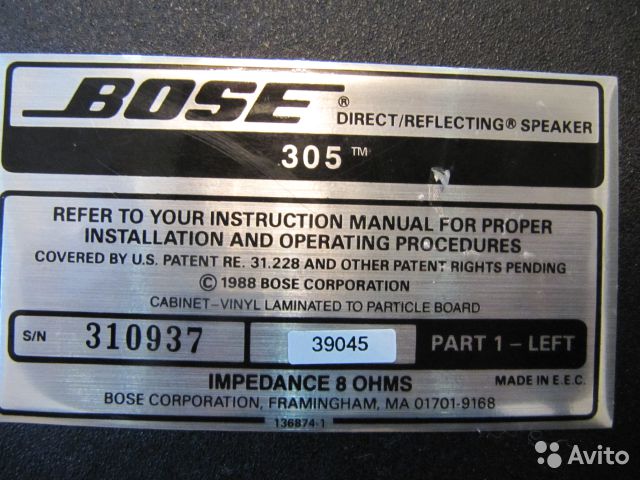 BOSE®
DIRECT/REFLECTING® SPEAKER
305™
REFER TO YOUR INSTRUCTION MANUAL FOR PROPER
INSTALLATION AND OPERATING PROCEDURES
COVERED BY U.S. PATENT RE. 31.228 AND OTHER PATENT RIGHTS PENDING
© 1988 BOSE CORPORATION
CABINET-VINYL LAMINATED TO PARTICLE BOARD
S/N 310937 39045 PART 1 – LEFT
IMPEDANCE 8 OHMS MADE IN E.E.C.
BOSE CORPORATION, FRAMINGHAM, MA 01701-9168
136874-1
Avito